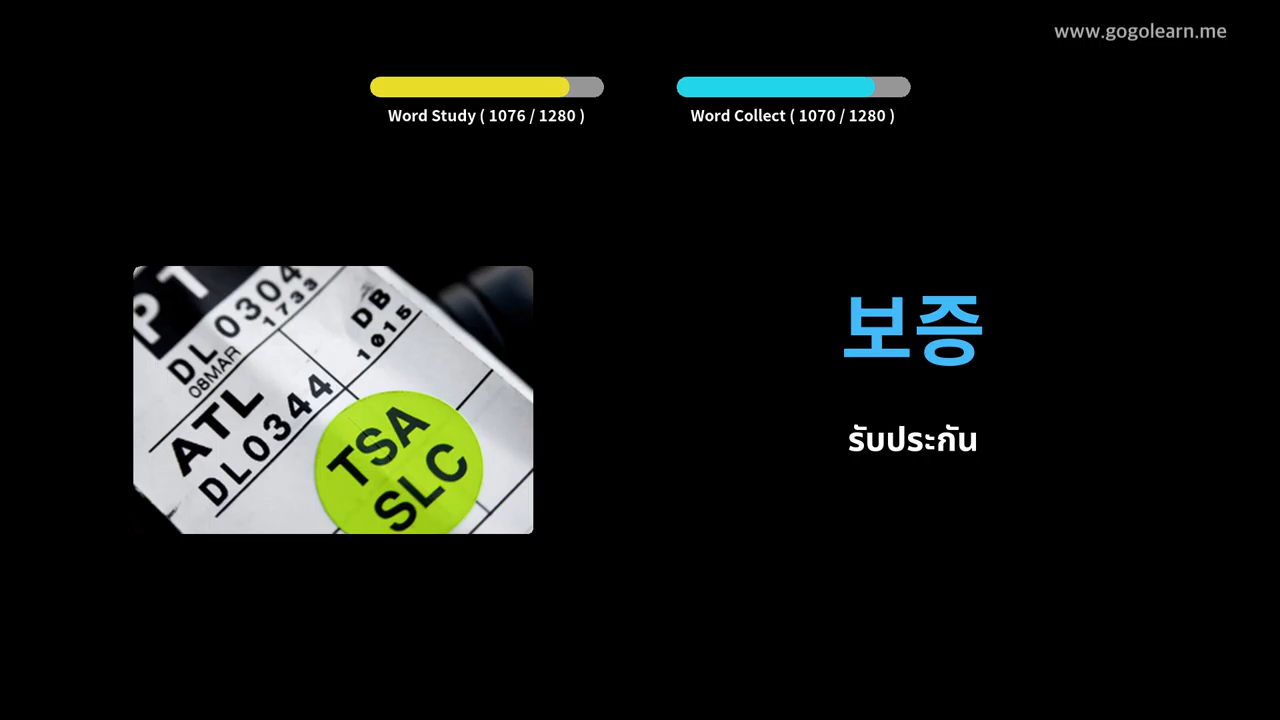 www.gogolearn.me
Word Study ( 1076 / 1280 )
Word Collect ( 1070 / 1280 )
P1
DL0304
1733
08MAR
DB
1015
ATL
DL0344
TSA
SLC
보증
รับประกัน